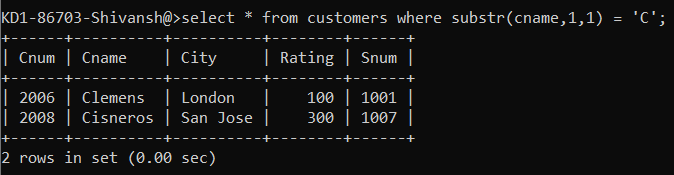 KD1-86703-Shivansh@>select * from customers where substr(cname,1,1) = 'C';
+------+----------+----------+--------+------+
| Cnum | Cname    | City     | Rating | Snum |
+------+----------+----------+--------+------+
| 2006 | Clemens  | London   |    100 | 1001 |
| 2008 | Cisneros | San Jose |    300 | 1007 |
+------+----------+----------+--------+------+
2 rows in set (0.00 sec)